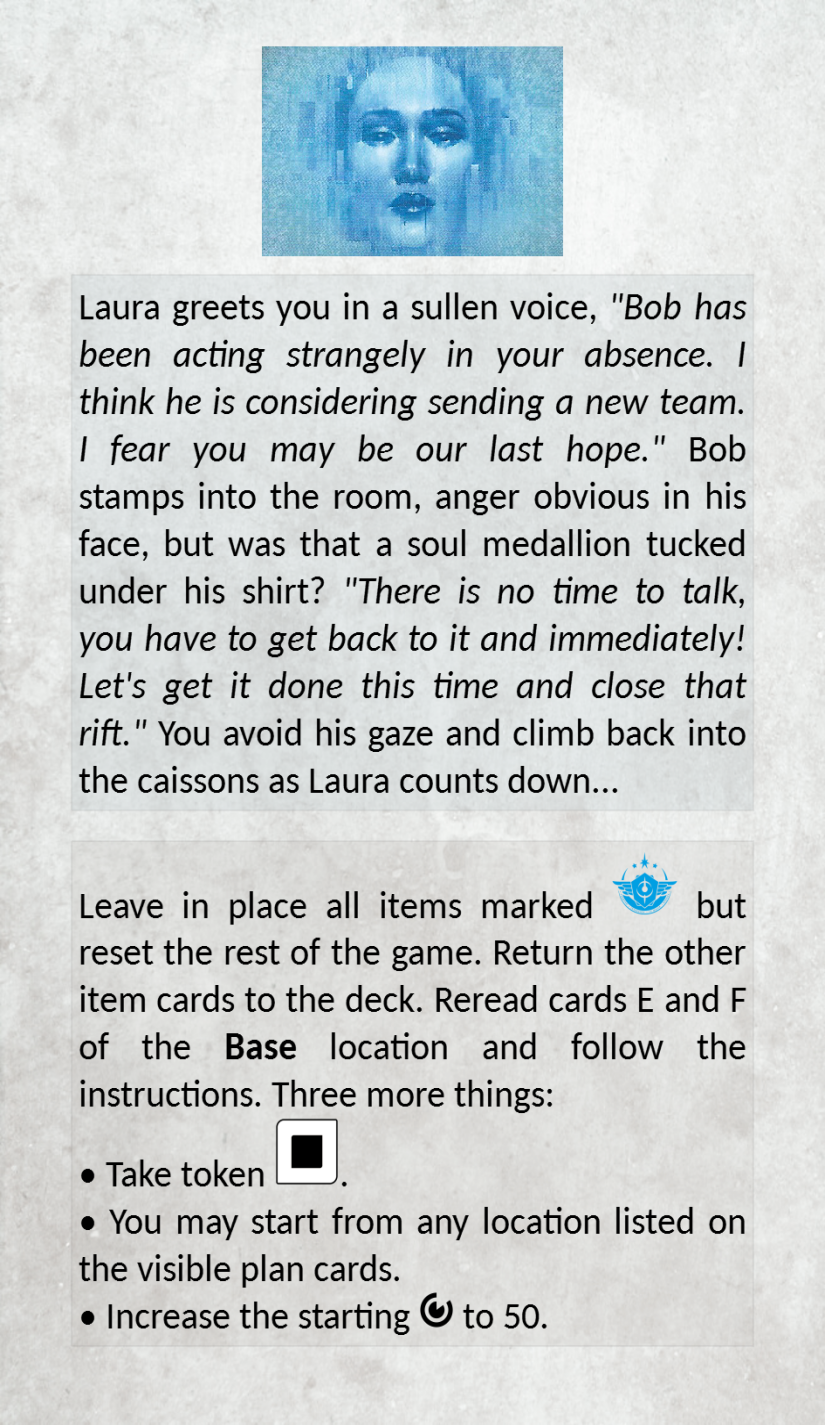 Laura greets you in a sullen voice, "Bob has
been acting strangely in your absence. I
think he is considering sending a new team.
I fear you may be our last hope." Bob
stamps into the room, anger obvious in his
face, but was that a soul medallion tucked
under his shirt? "There is no time to talk,
you have to get back to it and immediately!
Let's get it done this time and close that
rift." You avoid his gaze and climb back into
the caissons as Laura counts down...
Leave in place all items marked but
reset the rest of the game. Return the other
item cards to the deck. Reread cards E and F
of the Base location and follow the
instructions. Three more things:
• Take token .
• You may start from any location listed on
the visible plan cards.
• Increase the starting to 50.